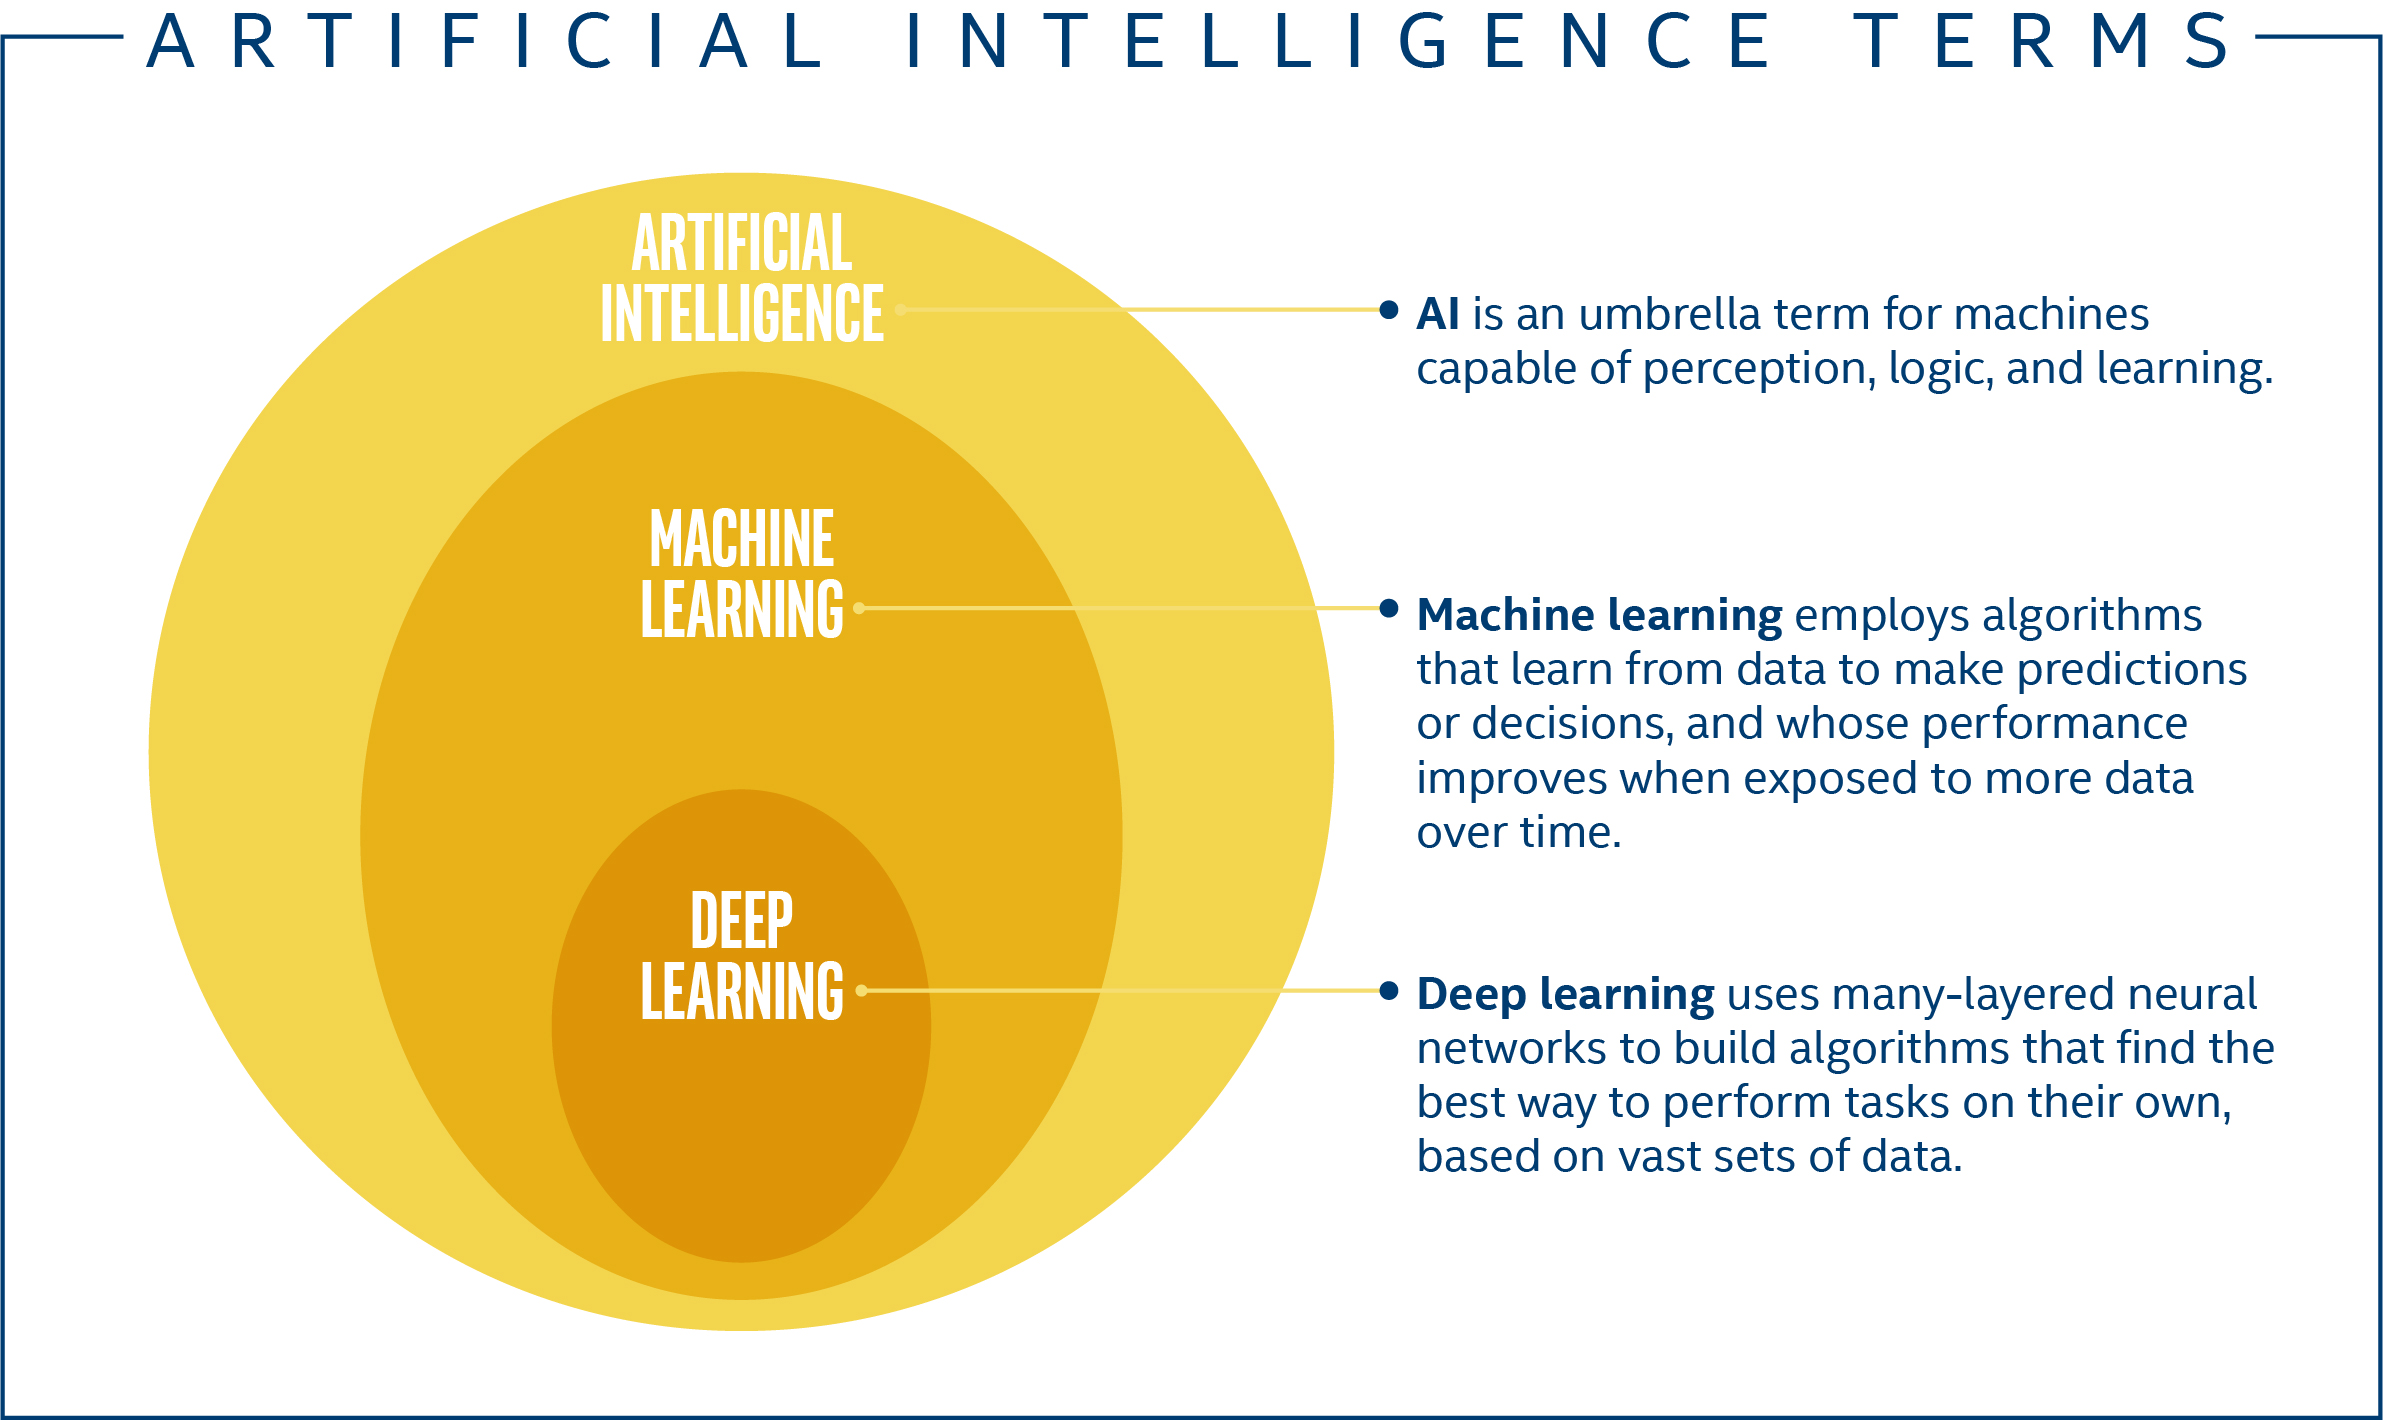 ARTIFICIAL INTELLIGENCE TERMS
ARTIFICIAL
INTELLIGENCE
AI is an umbrella term for machines
capable of perception, logic, and learning.
MACHINE
LEARNING
Machine learning employs algorithms
that learn from data to make predictions
or decisions, and whose performance
improves when exposed to more data
over time.
DEEP
LEARNING
Deep learning uses many-layered neural
networks to build algorithms that find the
best way to perform tasks on their own,
based on vast sets of data.